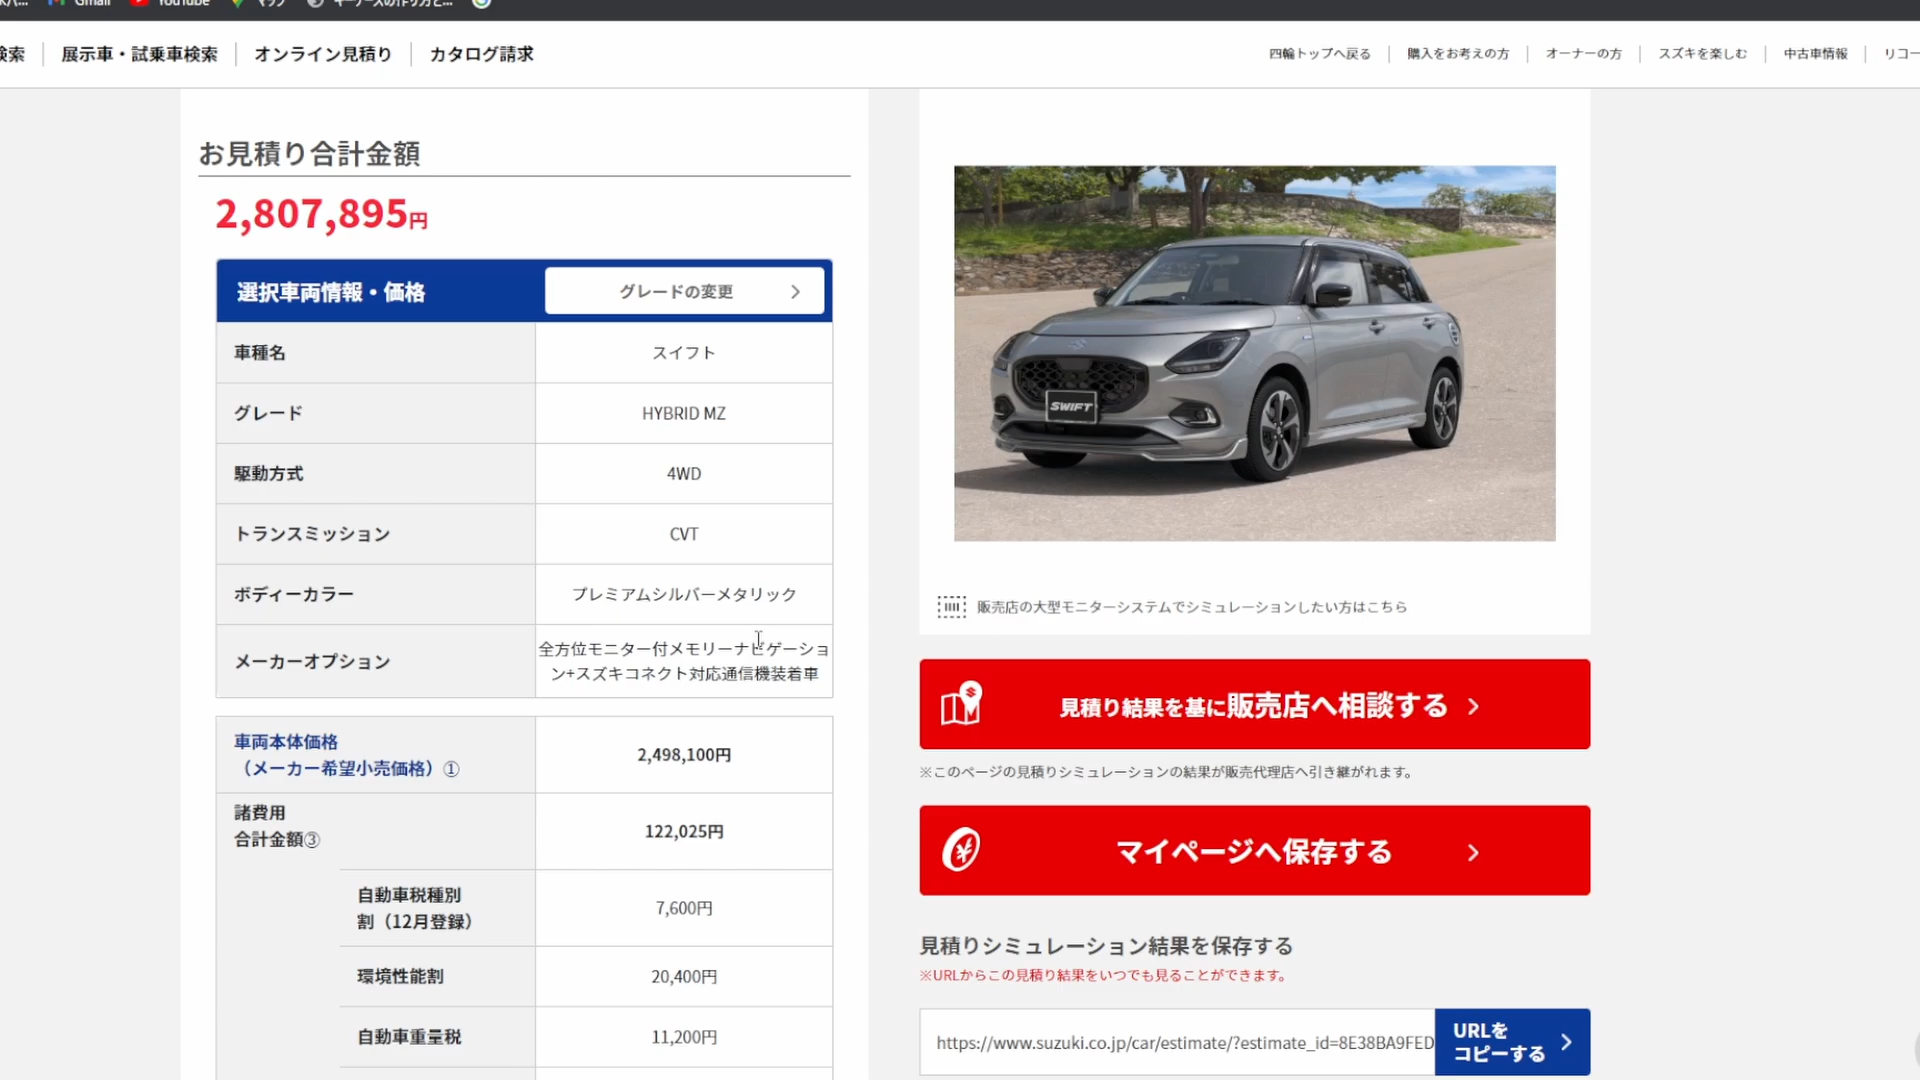 Gmail
YouTube
マップ
検索
展示車・試乗車検索
オンライン見積り
カタログ請求
四輪トップへ戻る
購入をお考えの方
オーナーの方
スズキを楽しむ
中古車情報
リコー
お見積り合計金額
2,807,895円
選択車両情報・価格
グレードの変更
車種名
スイフト
グレード
HYBRID MZ
駆動方式
4WD
トランスミッション
CVT
ボディーカラー
プレミアムシルバーメタリック
メーカーオプション
全方位モニター付メモリーナビゲーショ
ン+スズキコネクト対応通信機装着車
車両本体価格
（メーカー希望小売価格）①
2,498,100円
諸費用
合計金額③
122,025円
自動車税種別
割（12月登録）
7,600円
環境性能割
20,400円
自動車重量税
11,200円
SWIFT
販売店の大型モニターシステムでシミュレーションしたい方はこちら
見積り結果を基に販売店へ相談する
※このページの見積りシミュレーションの結果が販売代理店へ引き継がれます。
マイページへ保存する
見積りシミュレーション結果を保存する
※URLからこの見積り結果をいつでも見ることができます。
https://www.suzuki.co.jp/car/estimate/?estimate_id=8E38BA9FED
URLを
コピーする